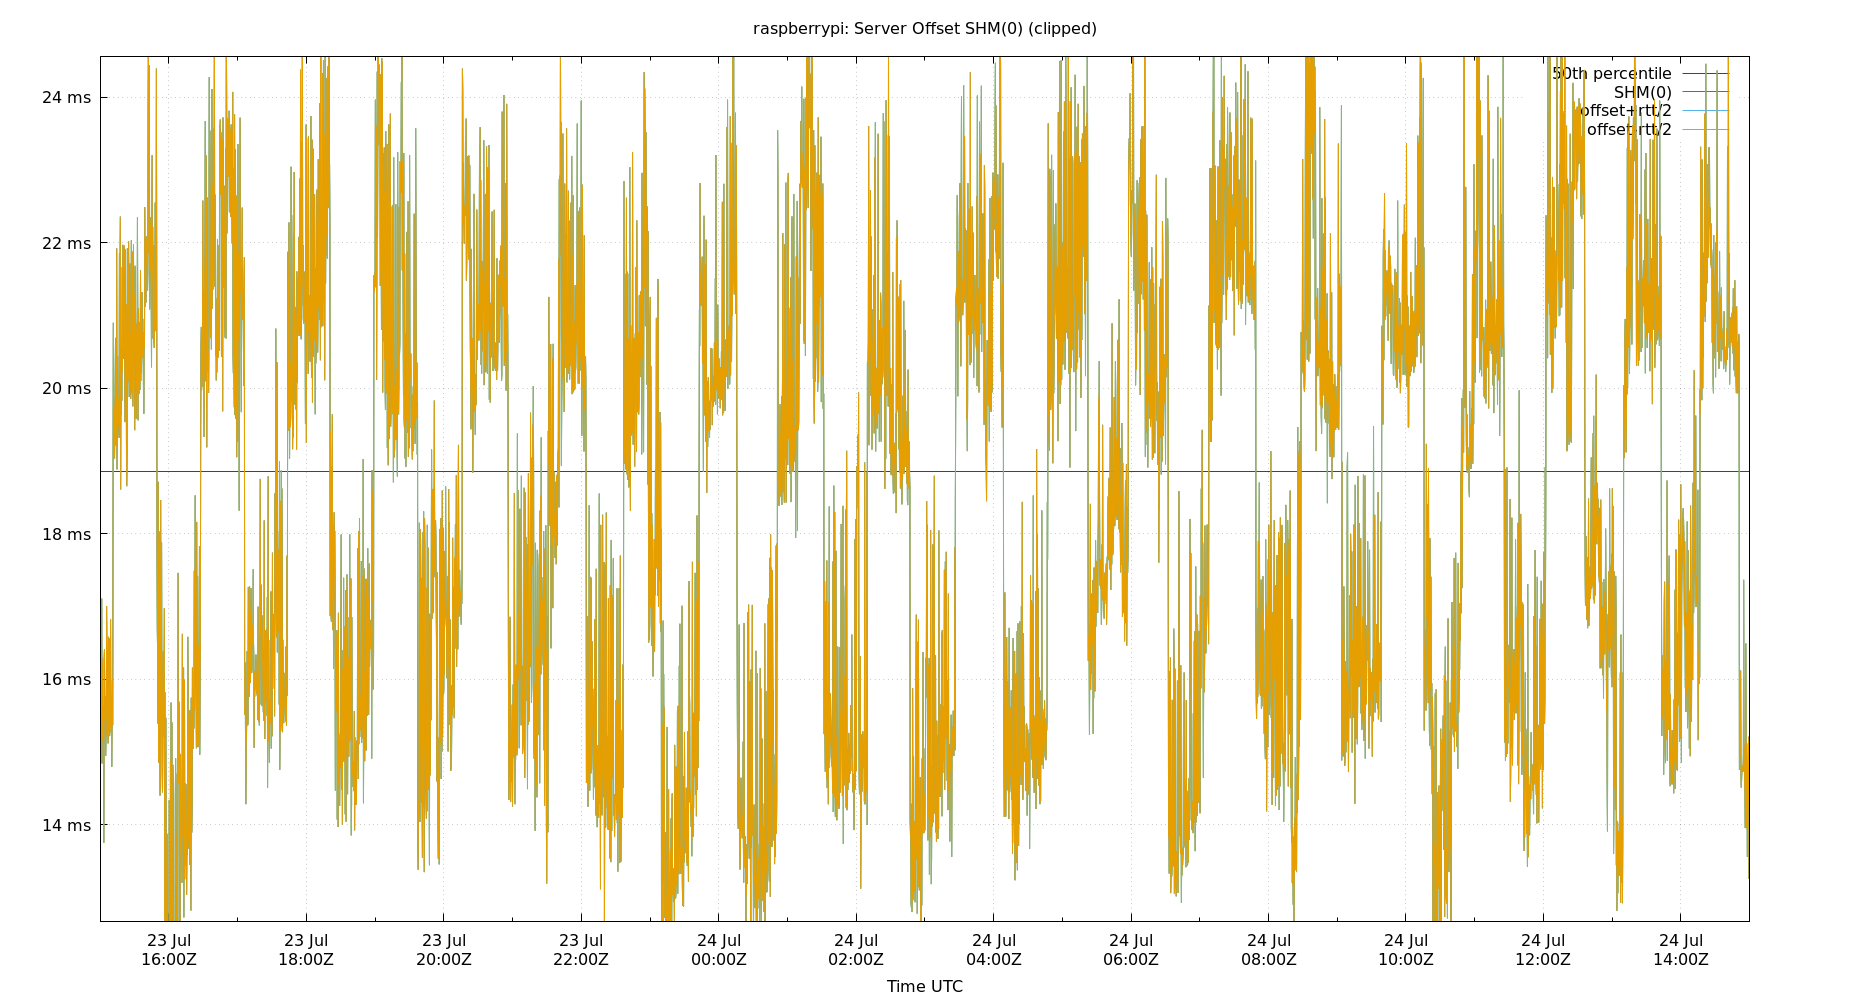 raspberrypi: Server Offset SHM(0) (clipped)
50th percentile
SHM(0)
offset+rtt/2
offset-rtt/2
24 ms
22 ms
20 ms
18 ms
16 ms
14 ms
23 Jul 23 Jul 23 Jul 23 Jul 24 Jul 24 Jul 24 Jul 24 Jul 24 Jul 24 Jul 24 Jul 24 Jul
16:00Z 18:00Z 20:00Z 22:00Z 00:00Z 02:00Z 04:00Z 06:00Z 08:00Z 10:00Z 12:00Z 14:00Z
Time UTC